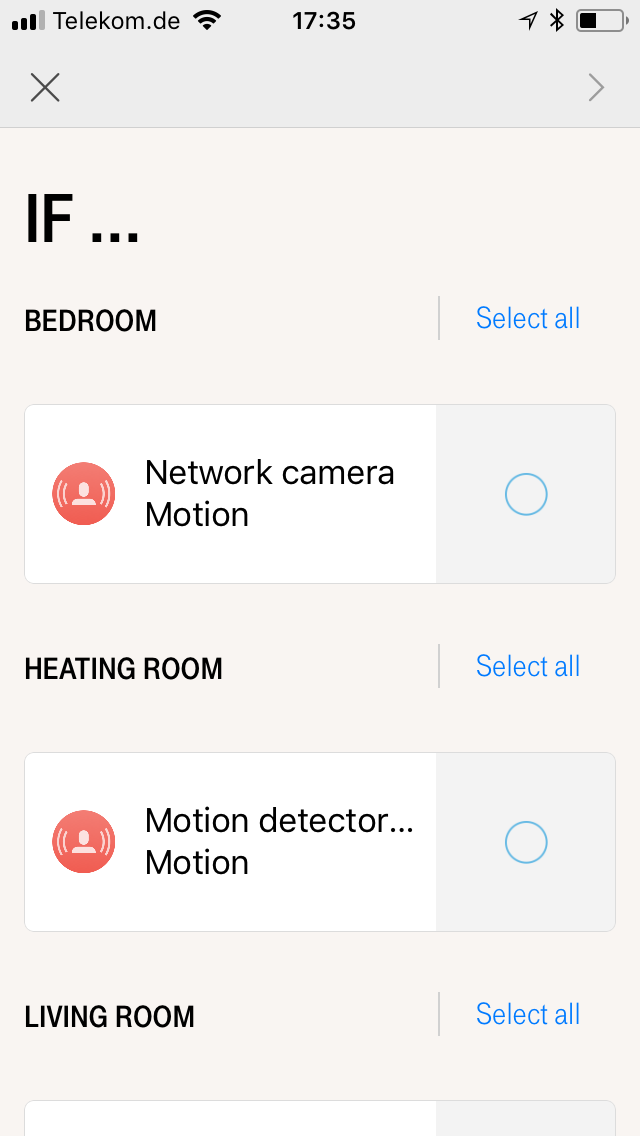 Telekom.de 17:35
IF ...
BEDROOM Select all
Network camera
Motion
HEATING ROOM Select all
Motion detector...
Motion
LIVING ROOM Select all